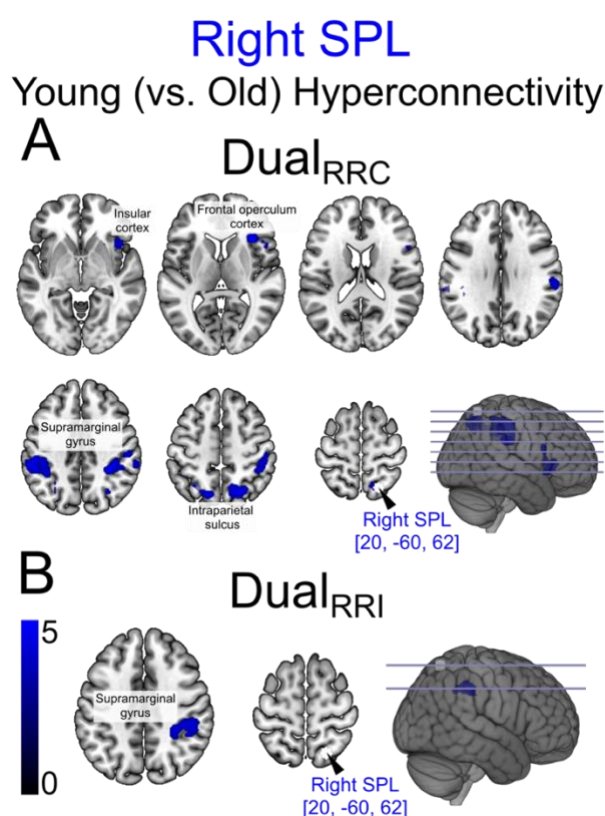 Right SPL
Young (vs. Old) Hyperconnectivity
A
DualRRC
Insular
cortex
Frontal operculum
cortex
Supramarginal
gyrus
Intraparietal
sulcus
Right SPL
[20, -60, 62]
B
DualRRI
5
0
Supramarginal
gyrus
Right SPL
[20, -60, 62]